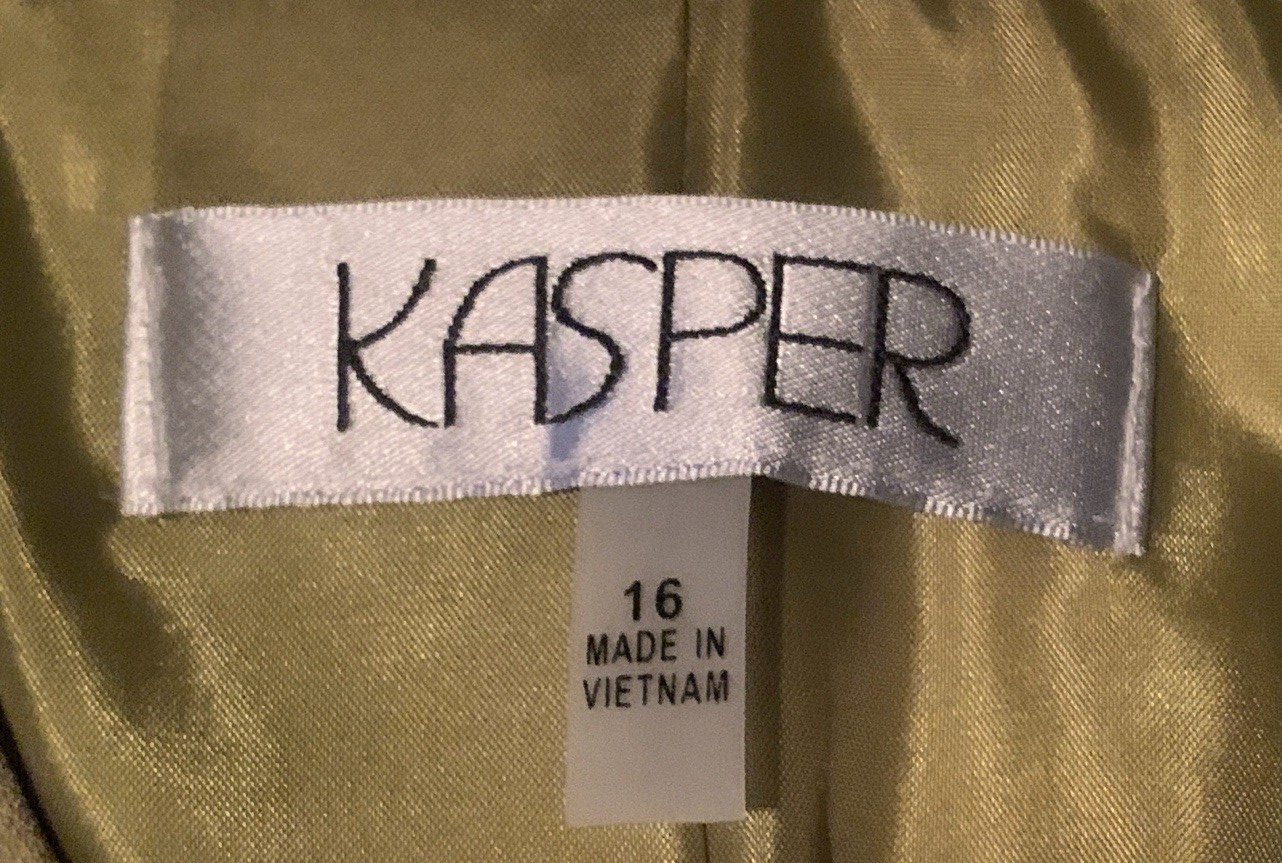 KASPER
16
MADE IN
VIETNAM